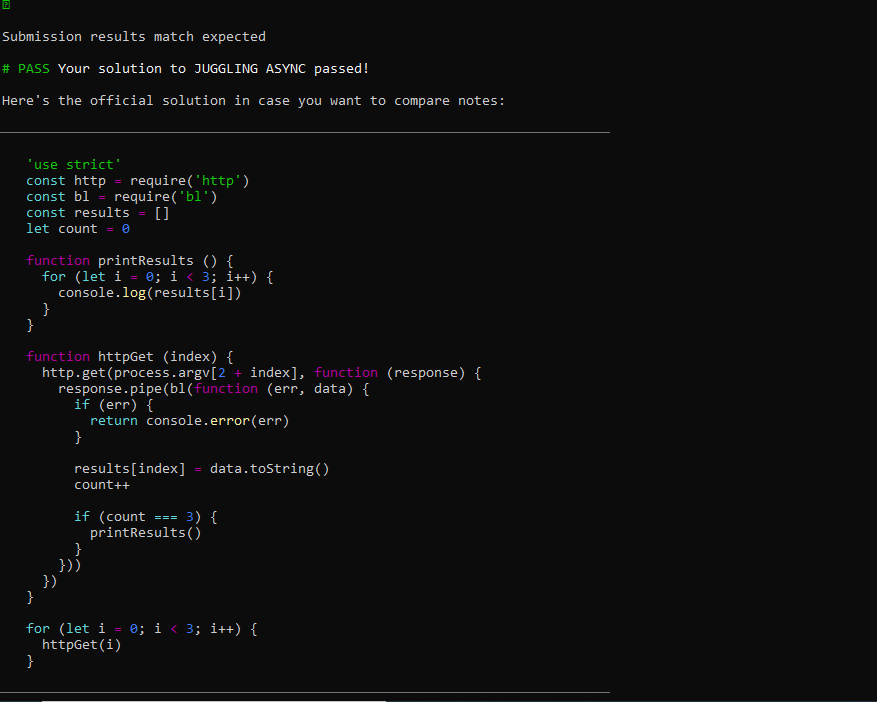 Submission results match expected
# PASS Your solution to JUGGLING ASYNC passed!
Here's the official solution in case you want to compare notes:
'use strict'
const http = require('http')
const bl = require('bl')
const results = []
let count = 0
function printResults () {
for (let i = 0; i < 3; i++) {
console.log(results[i])
}
}
function httpGet (index) {
http.get(process.argv[2 + index], function (response) {
response.pipe(bl(function (err, data) {
if (err) {
return console.error(err)
}
results[index] = data.toString()
count++
if (count === 3) {
printResults()
}
}))
})
}
for (let i = 0; i < 3; i++) {
httpGet(i)
}